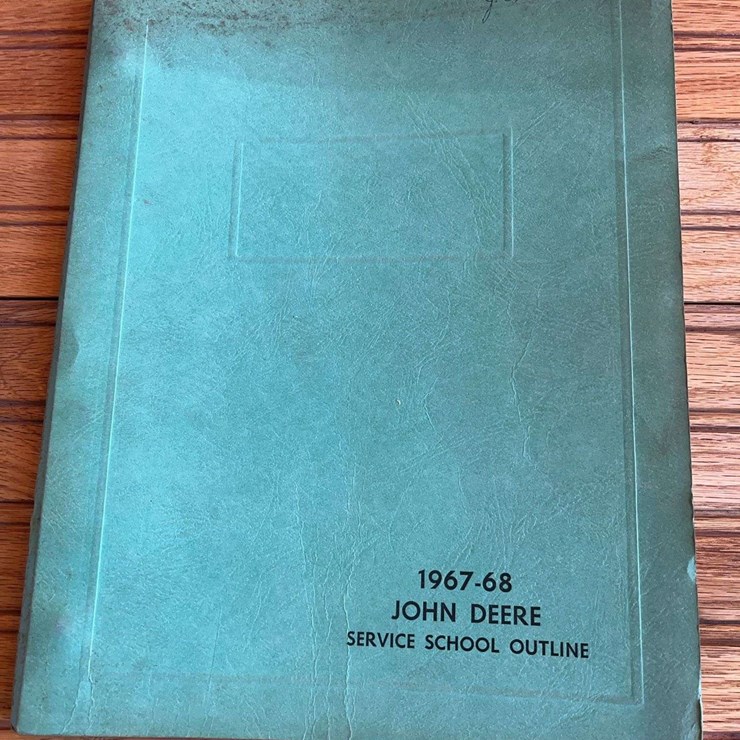 1967-68
JOHN DEERE
SERVICE SCHOOL OUTLINE